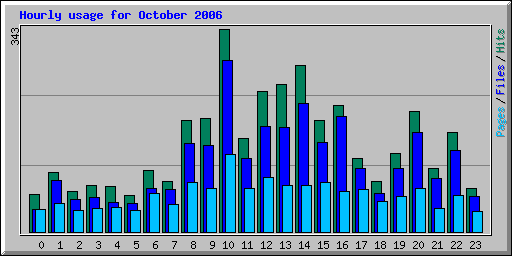 Hourly usage for October 2006
343
Pages/Files/Hits
0 1 2 3 4 5 6 7 8 9 10 11 12 13 14 15 16 17 18 19 20 21 22 23